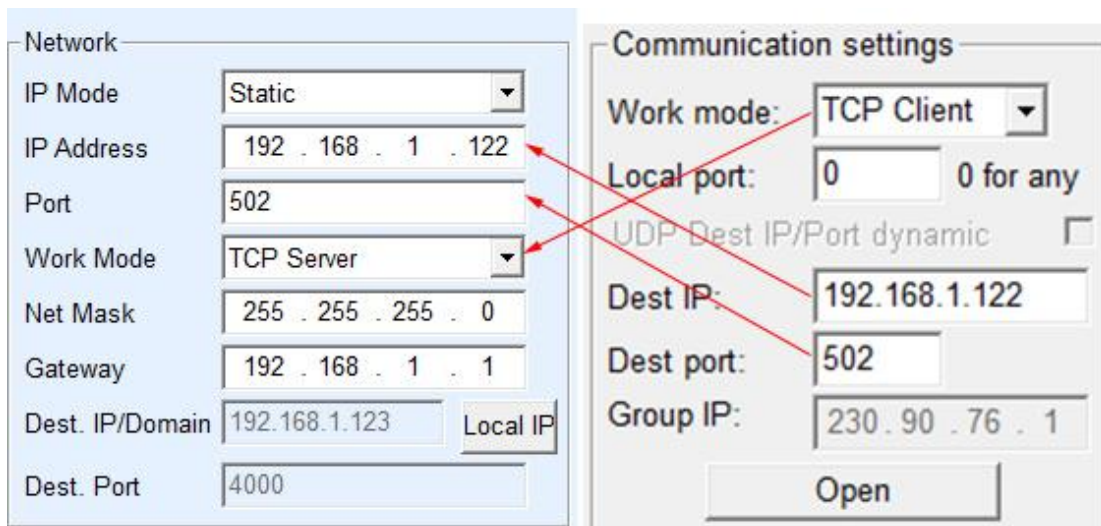 Network
IP Mode Static
IP Address 192 . 168 . 1 . 122
Port 502
Work Mode TCP Server
Net Mask 255 . 255 . 255 . 0
Gateway 192 . 168 . 1 . 1
Dest. IP/Domain 192.168.1.123 Local IP
Dest. Port 4000
Communication settings
Work mode: TCP Client
Local port: 0 0 for any
UDP Dest IP/Port dynamic
Dest IP: 192.168.1.122
Dest port: 502
Group IP: 230 . 90 . 76 . 1
Open